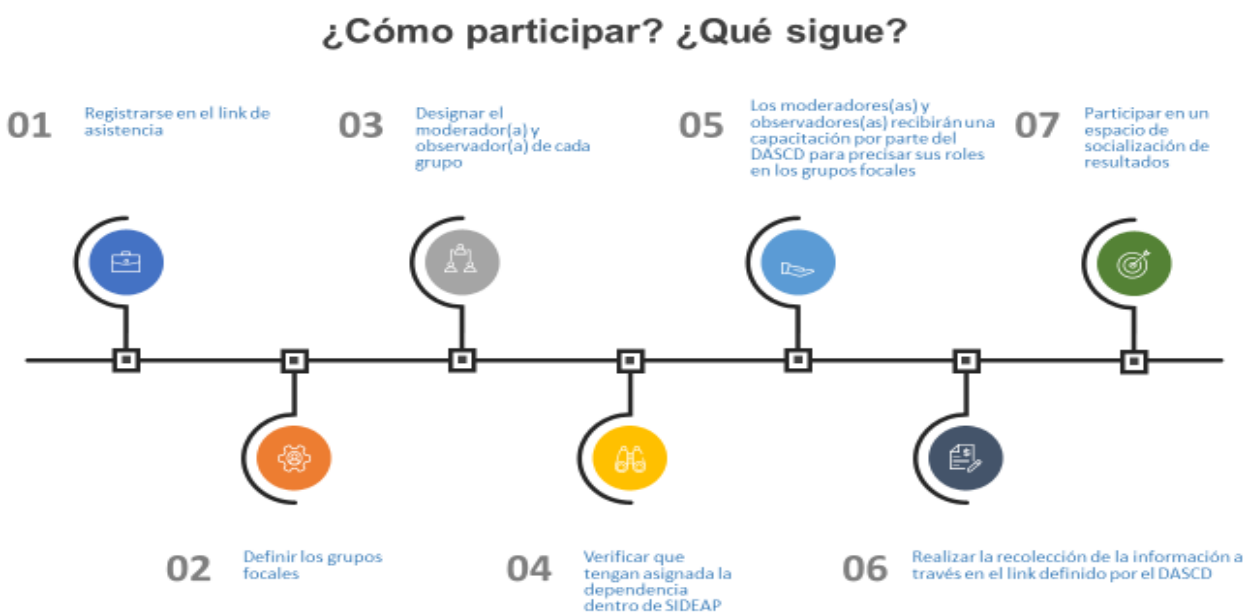 ¿Cómo participar? ¿Qué sigue?
01
Registrarse en el link de
asistencia
02
Definir los grupos
focales
03
Designar el
moderador(a) y
observador(a) de cada
grupo
04
Verificar que
tengan asignada la
dependencia
dentro de SIDEAP
05
Los moderadores(as) y
observadores(as) recibirán una
capacitación por parte del
DASCD para precisar sus roles
en los grupos focales
06
Realizar la recolección de la información a
través en el link definido por el DASCD
07
Participar en un
espacio de
socialización de
resultados